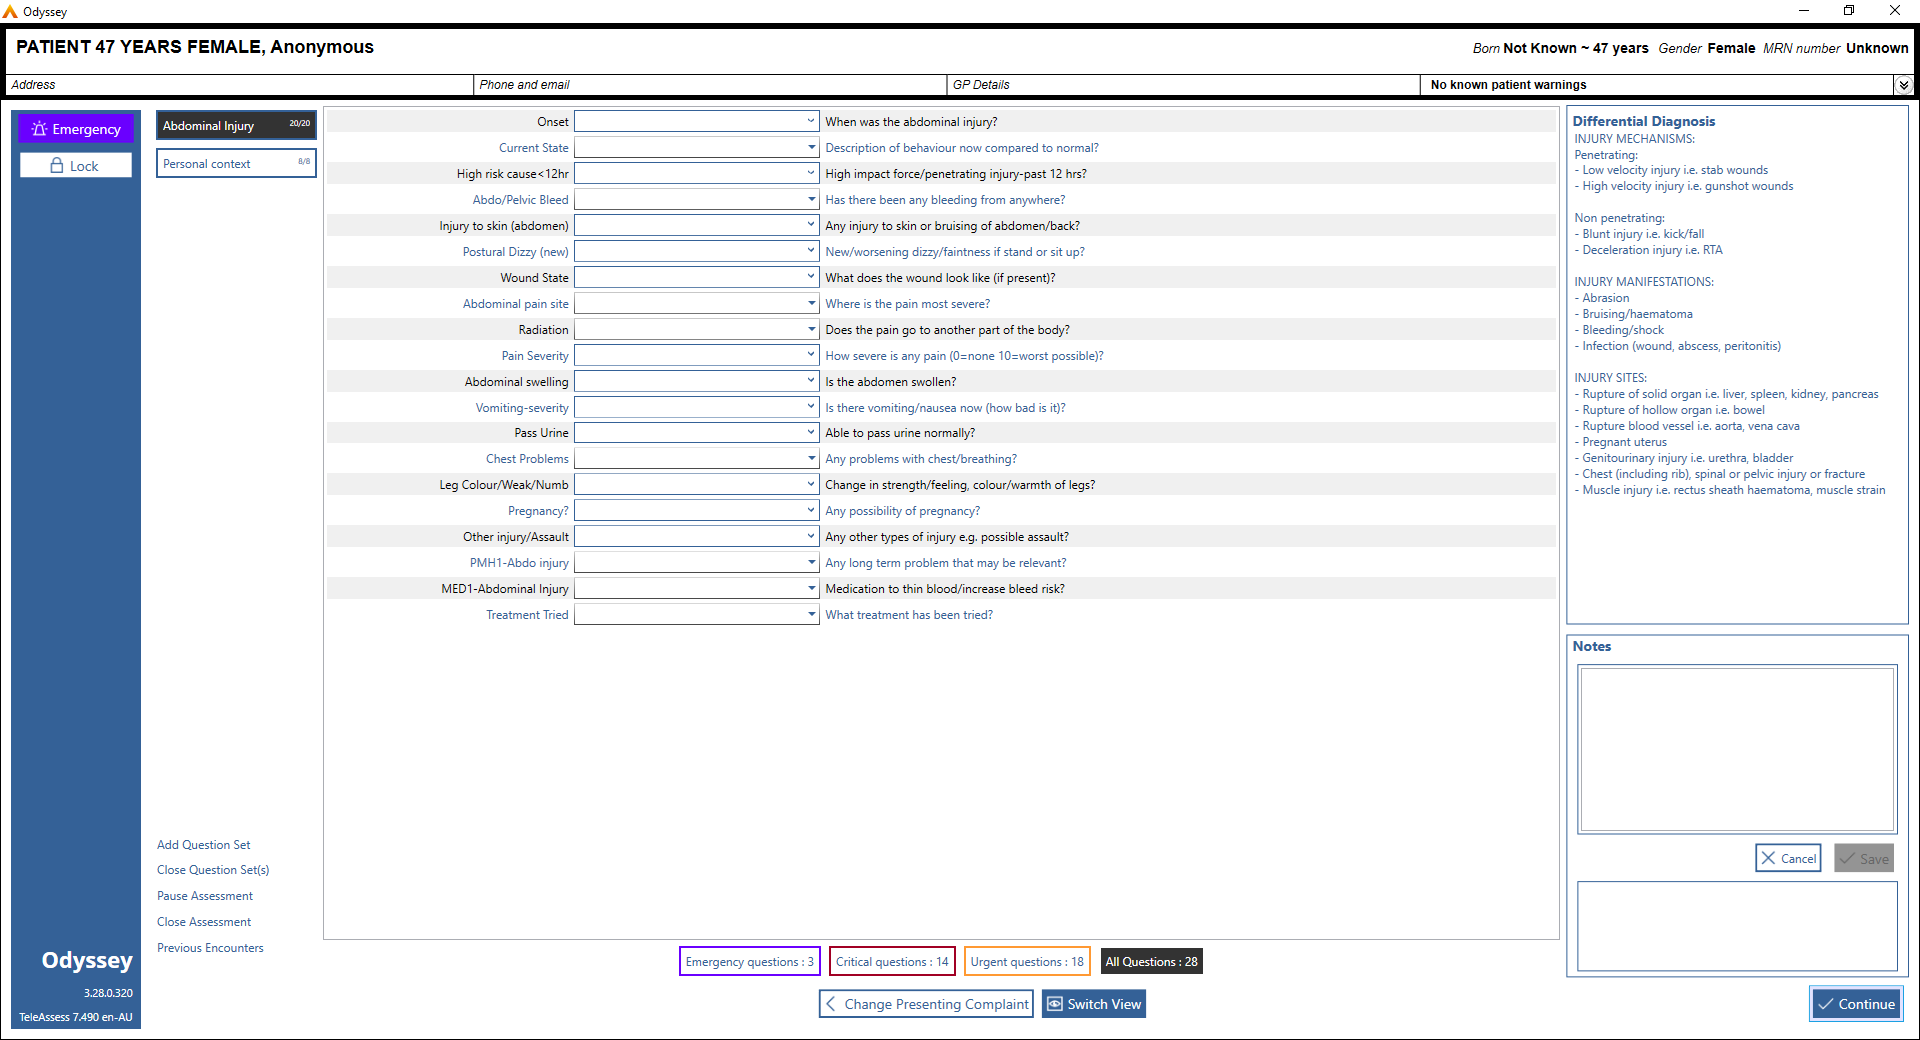 Odyssey
PATIENT 47 YEARS FEMALE, Anonymous
Born Not Known ~ 47 years Gender Female MRN number Unknown
Address
Phone and email
GP Details
No known patient warnings
Emergency
Lock
Abdominal Injury 20/20
Personal context 8/8
Onset When was the abdominal injury?
Current State Description of behaviour now compared to normal?
High risk cause<12hr High impact force/penetrating injury-past 12 hrs?
Abdo/Pelvic Bleed Has there been any bleeding from anywhere?
Injury to skin (abdomen) Any injury to skin or bruising of abdomen/back?
Postural Dizzy (new) New/worsening dizzy/faintness if stand or sit up?
Wound State What does the wound look like (if present)?
Abdominal pain site Where is the pain most severe?
Radiation Does the pain go to another part of the body?
Pain Severity How severe is any pain (0=none 10=worst possible)?
Abdominal swelling Is the abdomen swollen?
Vomiting-severity Is there vomiting/nausea now (how bad is it)?
Pass Urine Able to pass urine normally?
Chest Problems Any problems with chest/breathing?
Leg Colour/Weak/Numb Change in strength/feeling, colour/warmth of legs?
Pregnancy? Any possibility of pregnancy?
Other injury/Assault Any other types of injury e.g. possible assault?
PMH1-Abdo injury Any long term problem that may be relevant?
MED1-Abdominal Injury Medication to thin blood/increase bleed risk?
Treatment Tried What treatment has been tried?
Differential Diagnosis
INJURY MECHANISMS:
Penetrating:
- Low velocity injury i.e. stab wounds
- High velocity injury i.e. gunshot wounds
Non penetrating:
- Blunt injury i.e. kick/fall
- Deceleration injury i.e. RTA
INJURY MANIFESTATIONS:
- Abrasion
- Bruising/haematoma
- Bleeding/shock
- Infection (wound, abscess, peritonitis)
INJURY SITES:
- Rupture of solid organ i.e. liver, spleen, kidney, pancreas
- Rupture of hollow organ i.e. bowel
- Rupture blood vessel i.e. aorta, vena cava
- Pregnant uterus
- Genitourinary injury i.e. urethra, bladder
- Chest (including rib), spinal or pelvic injury or fracture
- Muscle injury i.e. rectus sheath haematoma, muscle strain
Notes
Cancel
Save
Add Question Set
Close Question Set(s)
Pause Assessment
Close Assessment
Previous Encounters
Odyssey
3.28.0.320
TeleAssess 7.490 en-AU
Emergency questions : 3
Critical questions : 14
Urgent questions : 18
All Questions : 28
Change Presenting Complaint
Switch View
Continue